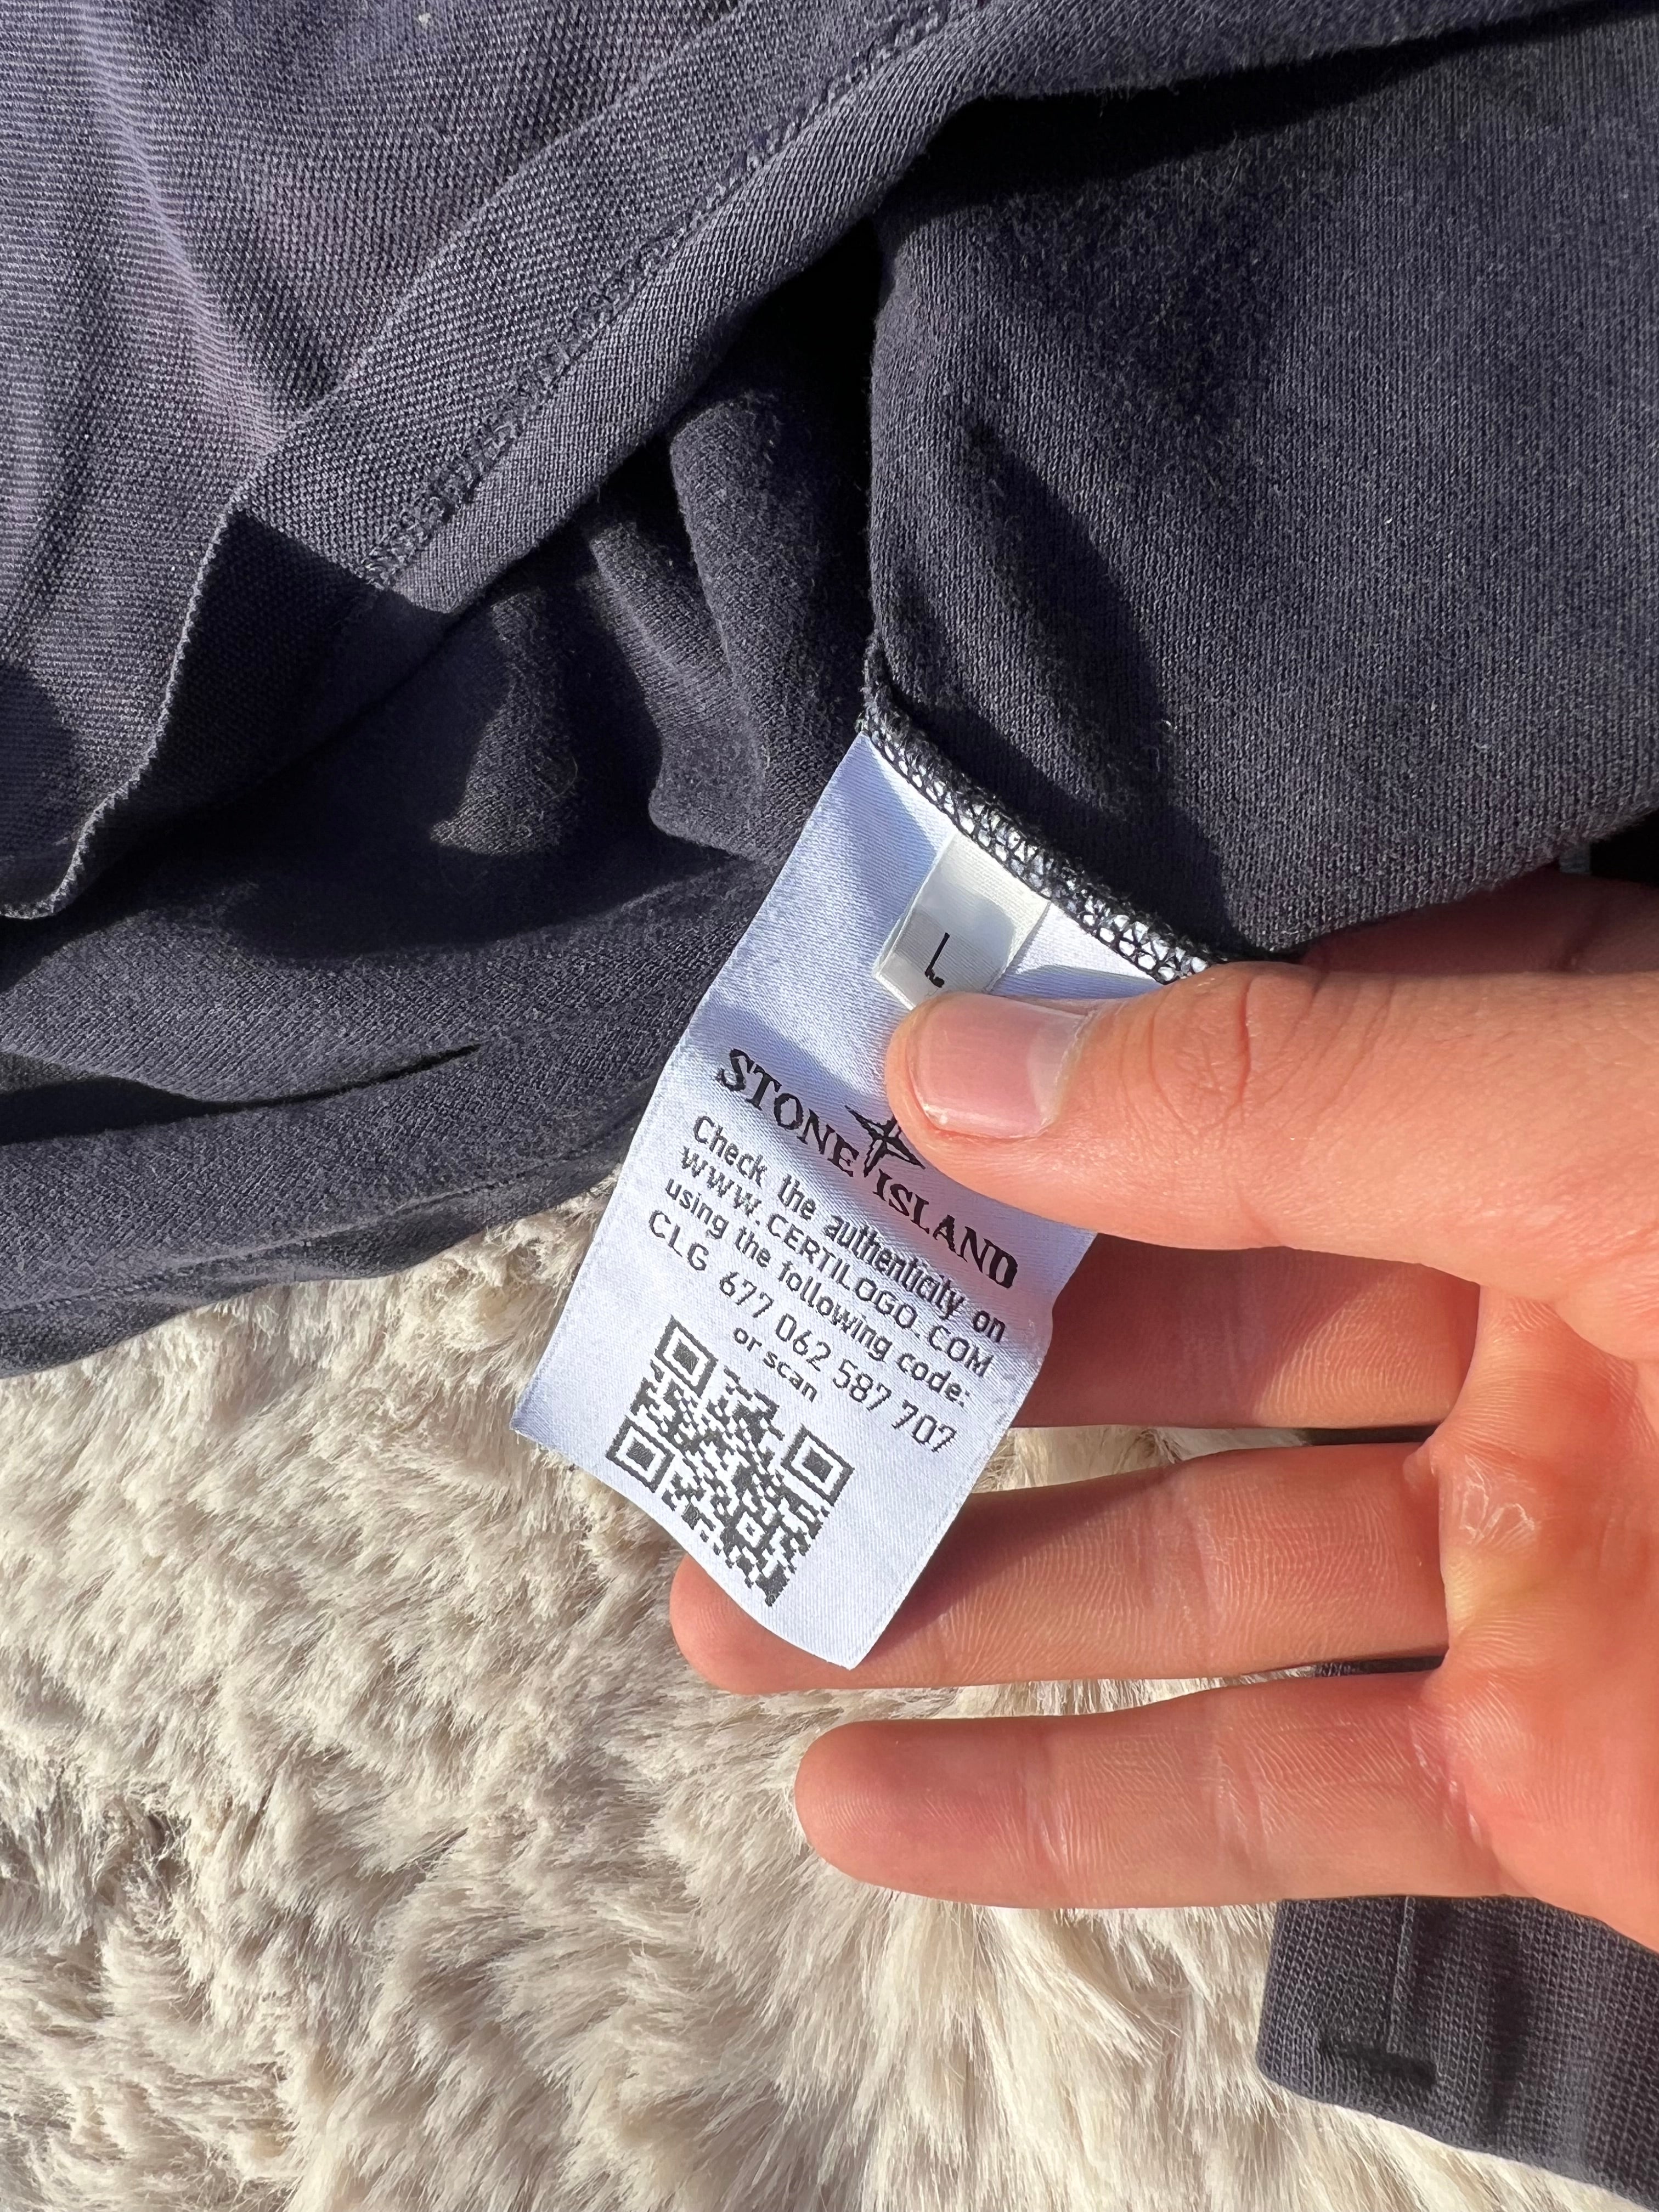 L
STONE ISLAND
Check the authenticity on
WWW.CERTILOGO.COM
using the following code:
CLG 677 062 587 707
or scan